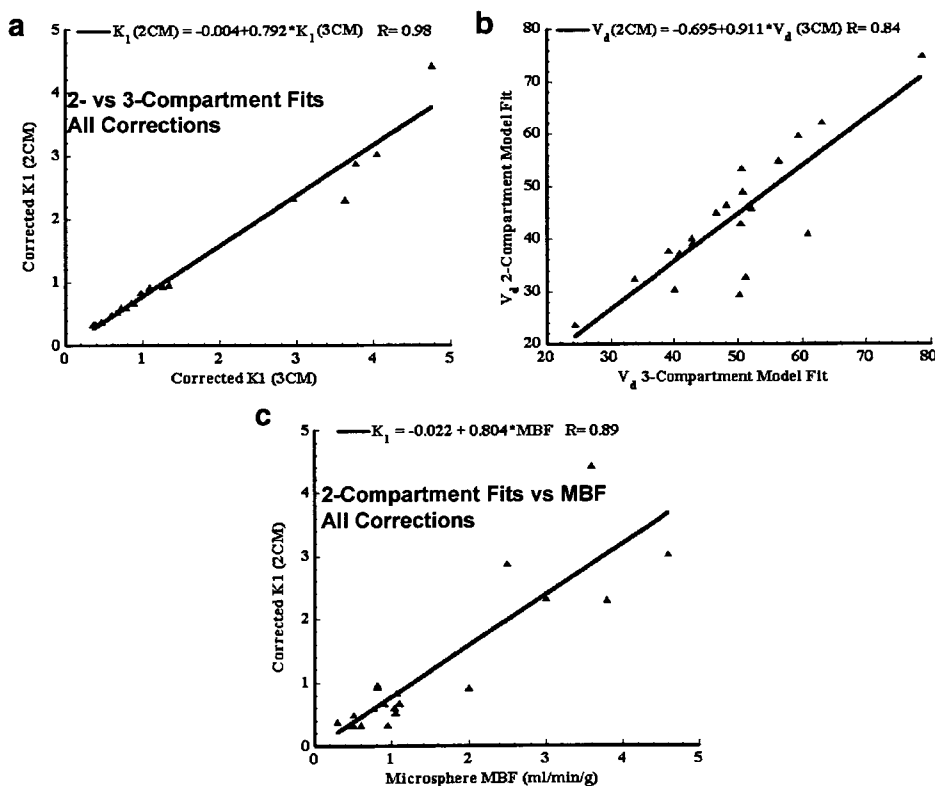 a
K1(2CM) = -0.004+0.792*K1(3CM) R= 0.98
2- vs 3-Compartment Fits
All Corrections
Corrected K1 (2CM)
5
4
3
2
1
0
0 1 2 3 4 5
Corrected K1 (3CM)
b
Vd(2CM) = -0.695+0.911*Vd (3CM) R= 0.84
Vd 2-Compartment Model Fit
80
70
60
50
40
30
20
20 30 40 50 60 70 80
Vd 3-Compartment Model Fit
c
K1 = -0.022 + 0.804*MBF R= 0.89
2-Compartment Fits vs MBF
All Corrections
Corrected K1 (2CM)
5
4
3
2
1
0
0 1 2 3 4 5
Microsphere MBF (ml/min/g)